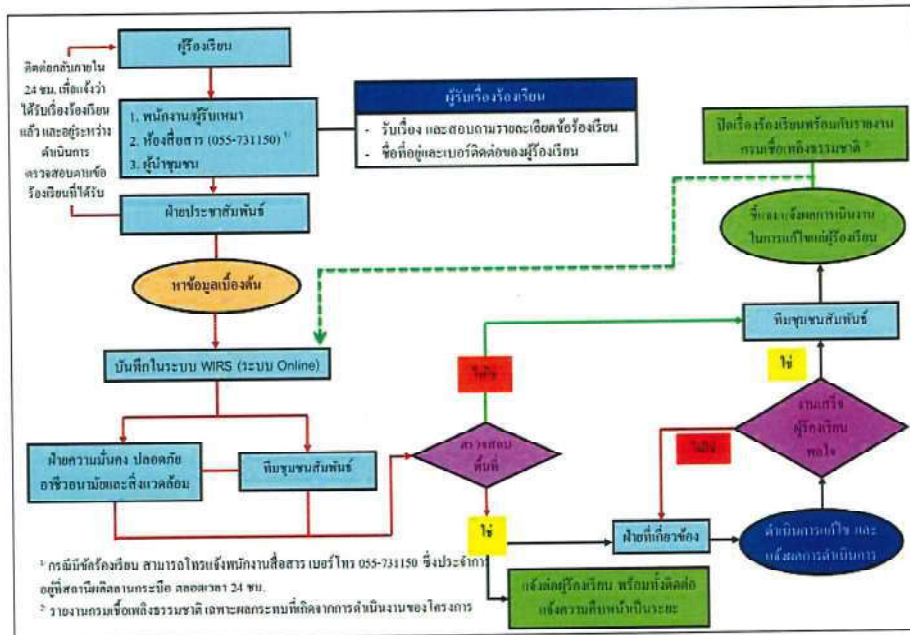 ผู้ร้องเรียน
ติดต่อกลับภายใน
24 ชม. เพื่อแจ้งว่า
ได้รับเรื่องร้องเรียน
แล้ว และอยู่ระหว่าง
ดำเนินการ
ตรวจสอบตามข้อ
ร้องเรียนที่ได้รับ
1. พนักงาน/ผู้รับเหมา
2. ห้องสื่อสาร (055-731150) ¹⁾
3. ผู้นำชุมชน
ผู้รับเรื่องร้องเรียน
- รับเรื่อง และสอบถามรายละเอียดข้อร้องเรียน
- ชื่อที่อยู่และเบอร์ติดต่อของผู้ร้องเรียน
ปิดเรื่องร้องเรียนพร้อมกับรายงาน
กรมเชื้อเพลิงธรรมชาติ ²⁾
ฝ่ายประชาสัมพันธ์
ชี้แจง/แจ้งผลการดำเนินงาน
ในการแก้ไขแก่ผู้ร้องเรียน
หาข้อมูลเบื้องต้น
ทีมชุมชนสัมพันธ์
บันทึกในระบบ WIRS (ระบบ Online)
ไม่ใช่
ใช่
งานเสร็จ
ผู้ร้องเรียน
พอใจ
ตรวจสอบ
พื้นที่
ไม่ใช่
ฝ่ายความมั่นคง ปลอดภัย
อาชีวอนามัยและสิ่งแวดล้อม
ทีมชุมชนสัมพันธ์
ใช่
ฝ่ายที่เกี่ยวข้อง
ดำเนินการแก้ไข และ
แจ้งผลการดำเนินการ
แจ้งต่อผู้ร้องเรียน พร้อมทั้งติดต่อ
แจ้งความคืบหน้าเป็นระยะ
¹⁾ กรณีมีข้อร้องเรียน สามารถโทรแจ้งพนักงานสื่อสาร เบอร์โทร 055-731150 ซึ่งประจำการ
อยู่ที่สถานีผลิตลานกระบือ ตลอดเวลา 24 ชม.
²⁾ รายงานกรมเชื้อเพลิงธรรมชาติ เฉพาะผลกระทบที่เกิดจากการดำเนินงานของโครงการ